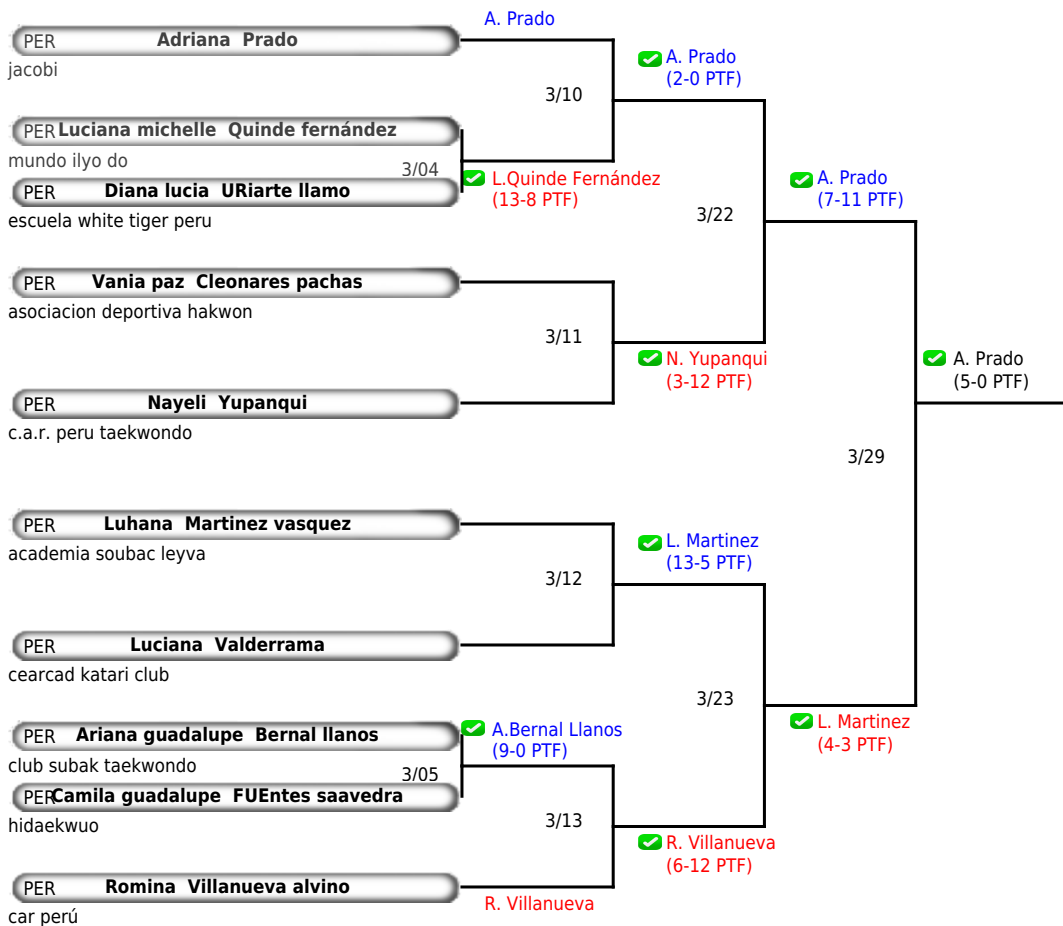 A. Prado
PER Adriana Prado
jacobi
A. Prado
(2-0 PTF)
3/10
PER Luciana michelle Quinde fernández
mundo ilyo do
3/04
L.Quinde Fernández
(13-8 PTF)
PER Diana lucia URiarte llamo
escuela white tiger peru
A. Prado
(7-11 PTF)
3/22
PER Vania paz Cleonares pachas
asociacion deportiva hakwon
3/11
N. Yupanqui
(3-12 PTF)
A. Prado
(5-0 PTF)
PER Nayeli Yupanqui
c.a.r. peru taekwondo
3/29
PER Luhana Martinez vasquez
academia soubac leyva
L. Martinez
(13-5 PTF)
3/12
PER Luciana Valderrama
cearcad katari club
3/23
L. Martinez
(4-3 PTF)
PER Ariana guadalupe Bernal llanos
club subak taekwondo
A.Bernal Llanos
(9-0 PTF)
3/05
PER Camila guadalupe FUEntes saavedra
hidaekwuo
3/13
R. Villanueva
(6-12 PTF)
PER Romina Villanueva alvino
car perú
R. Villanueva